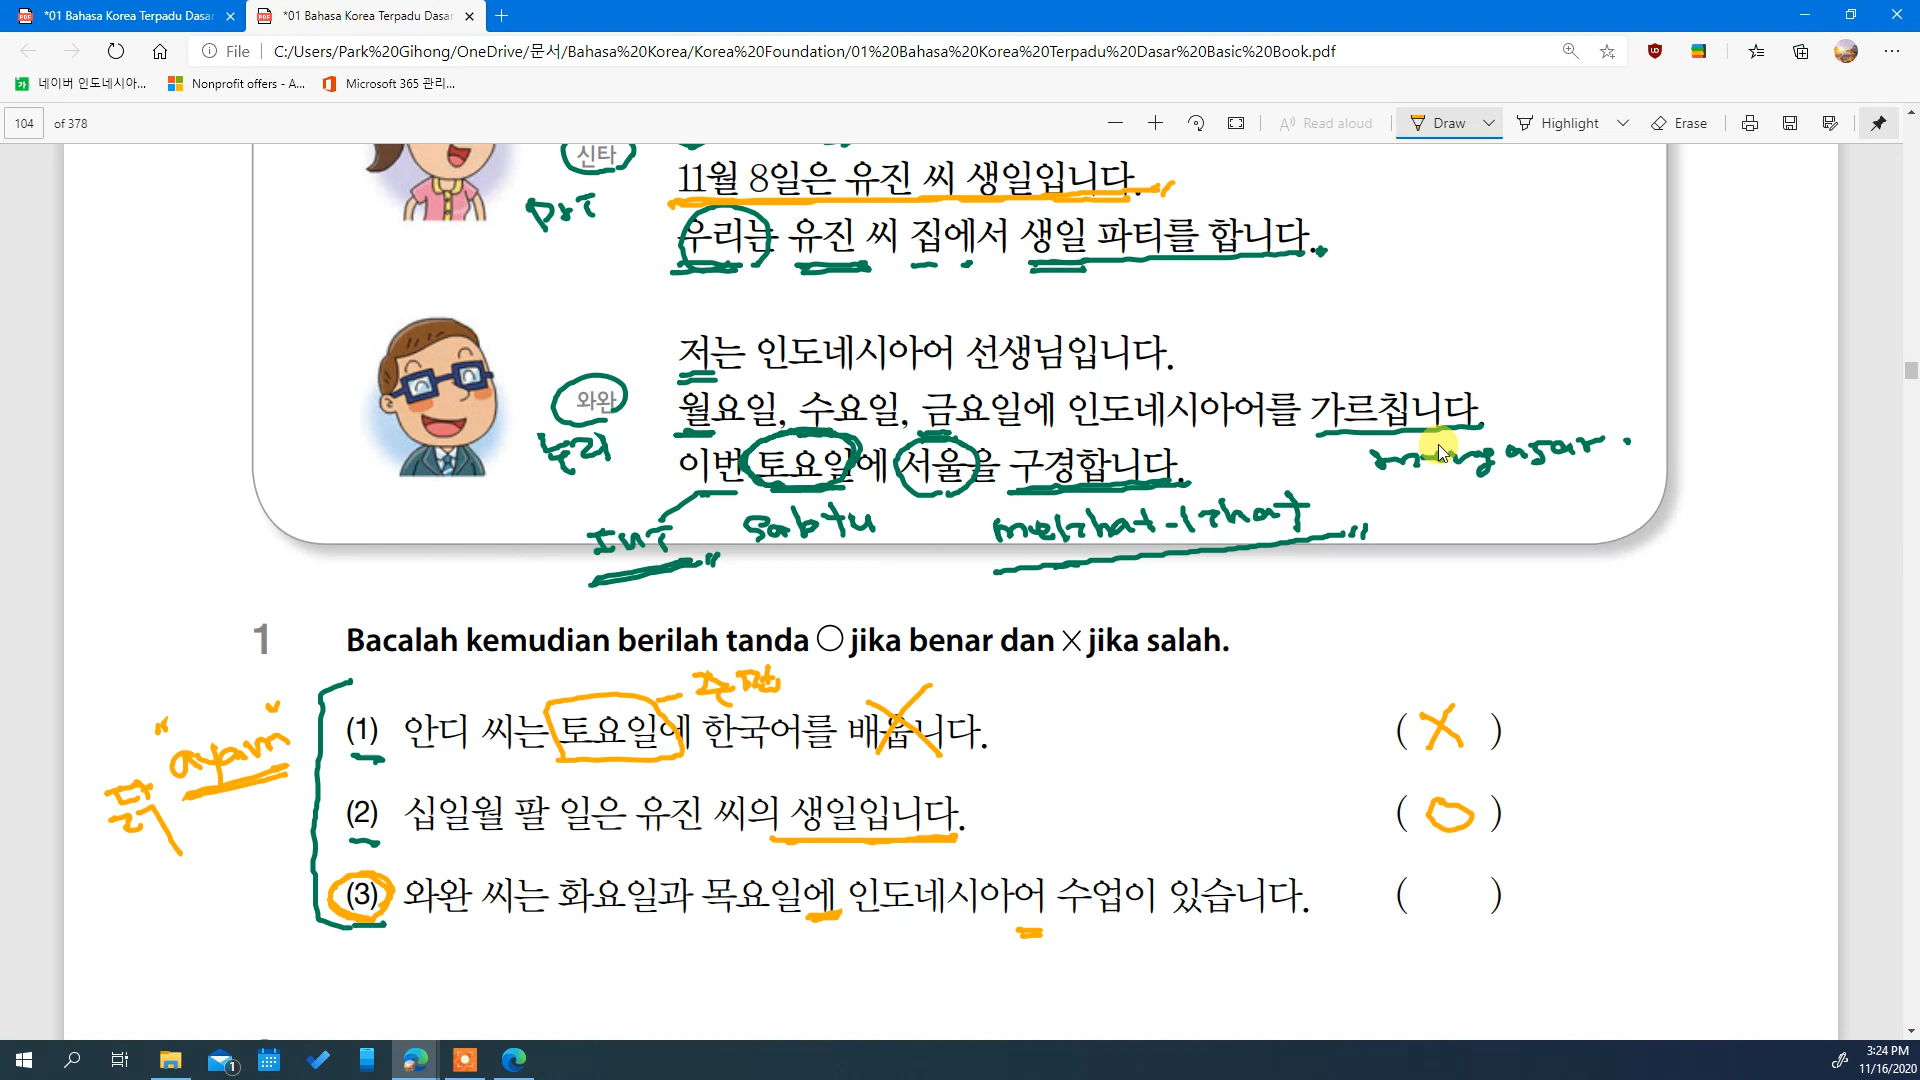 *01 Bahasa Korea Terpadu Dasar
*01 Bahasa Korea Terpadu Dasar
File
C:/Users/Park%20Gihong/OneDrive/문서/Bahasa%20Korea/Korea%20Foundation/01%20Bahasa%20Korea%20Terpadu%20Dasar%20Basic%20Book.pdf
네이버 인도네시아... Nonprofit offers - A... Microsoft 365 관리...
104 of 378
Read aloud Draw Highlight Erase
신타
11월 8일은 유진 씨 생일입니다.
우리는 유진 씨 집에서 생일 파티를 합니다.
저는 인도네시아어 선생님입니다.
와완
월요일, 수요일, 금요일에 인도네시아어를 가르칩니다.
mengasar
이번 토요일에 서울을 구경합니다.
Sabtu
melihat-lihat
1 Bacalah kemudian berilah tanda ○ jika benar dan × jika salah.
(1) 안디 씨는 토요일에 한국어를 배웁니다. ( X )
"ayam"
(2) 십일월 팔 일은 유진 씨의 생일입니다. ( O )
(3) 와완 씨는 화요일과 목요일에 인도네시아어 수업이 있습니다. ( )
1
3:24 PM
11/16/2020